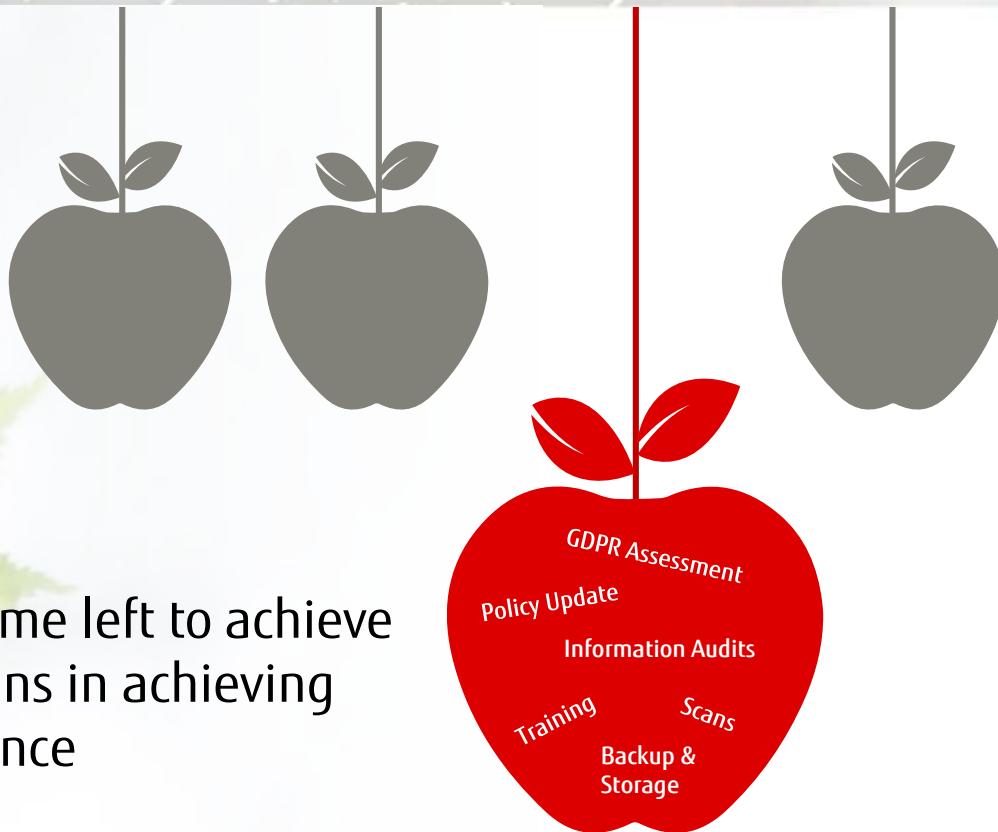 GDPR Assessment
Policy Update
Information Audits
Training
Scans
Backup &
Storage
me left to achieve
ns in achieving
nce